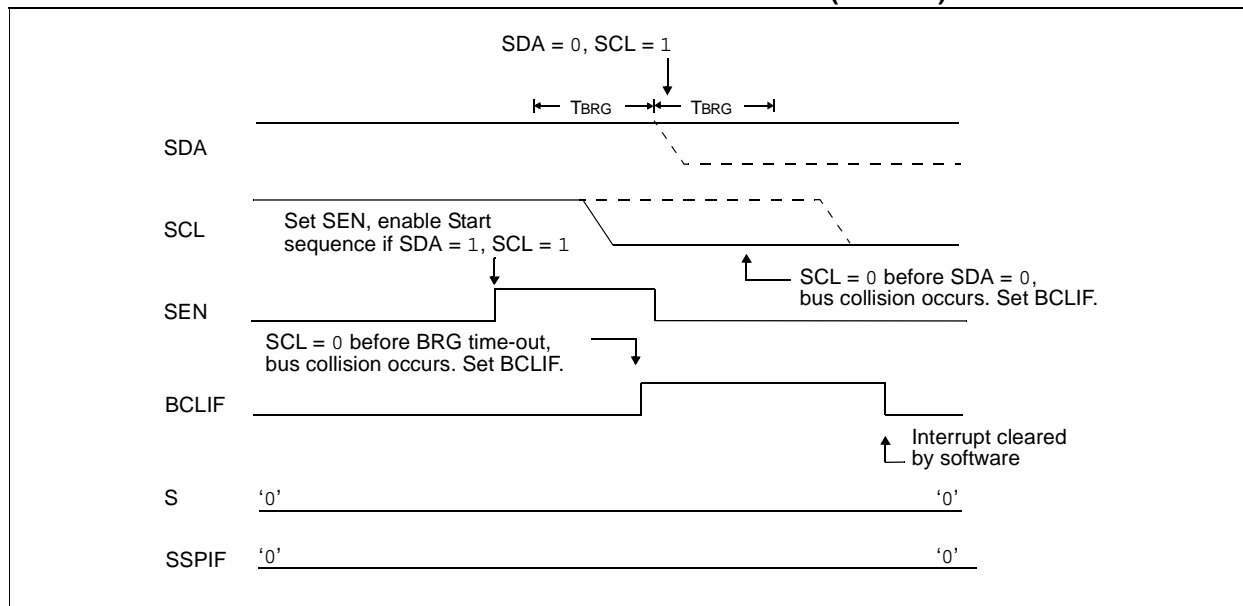 SDA = 0, SCL = 1
TBRG TBRG
SDA
SCL
Set SEN, enable Start
sequence if SDA = 1, SCL = 1
SCL = 0 before SDA = 0,
bus collision occurs. Set BCLIF.
SEN
SCL = 0 before BRG time-out,
bus collision occurs. Set BCLIF.
BCLIF
Interrupt cleared
by software
S ‘0’ ‘0’
SSPIF ‘0’ ‘0’